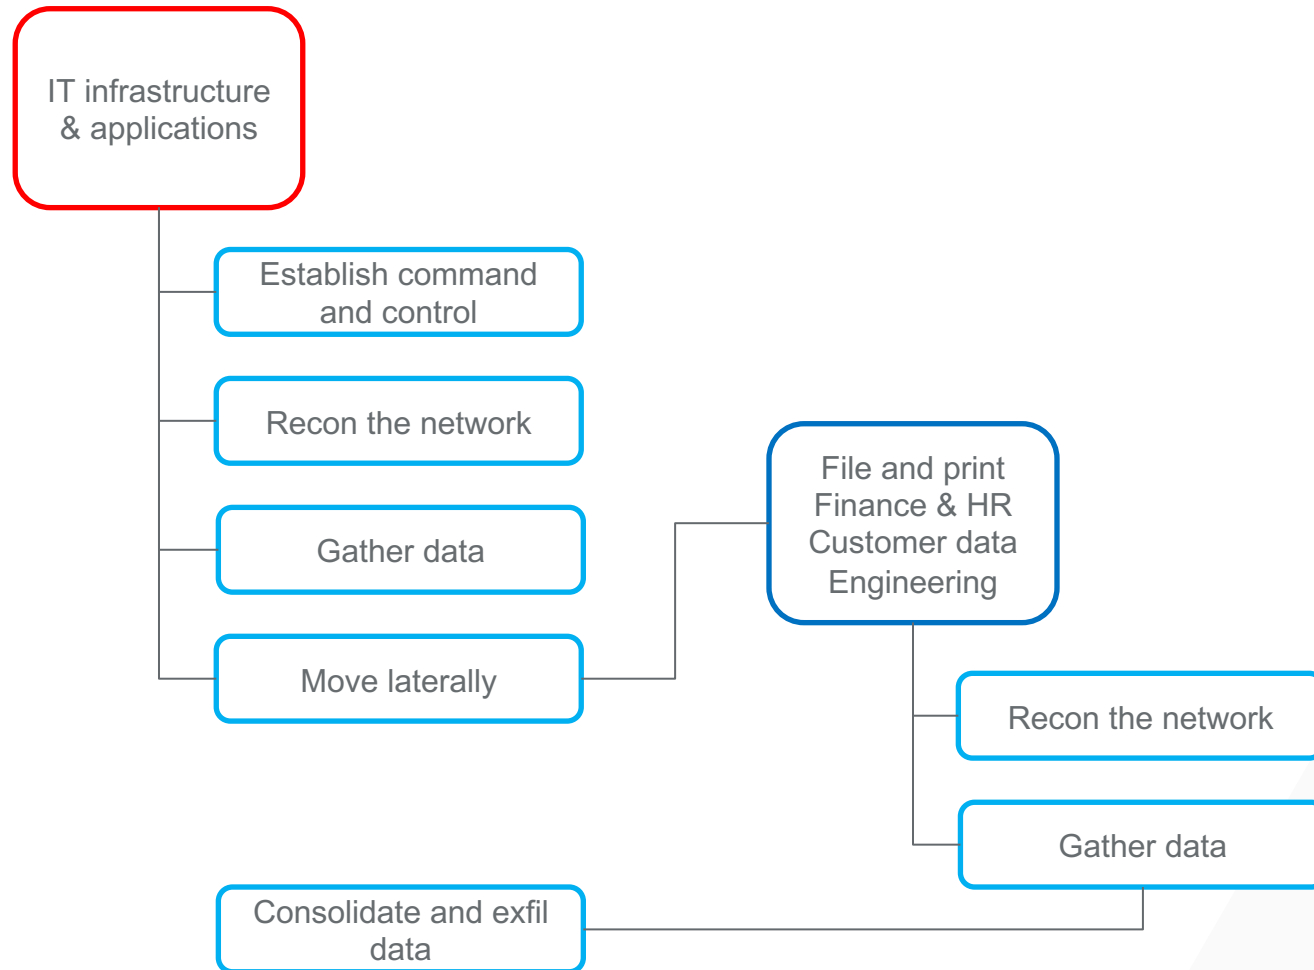 IT infrastructure
& applications
Establish command
and control
Recon the network
Gather data
Move laterally
File and print
Finance & HR
Customer data
Engineering
Recon the network
Gather data
Consolidate and exfil
data